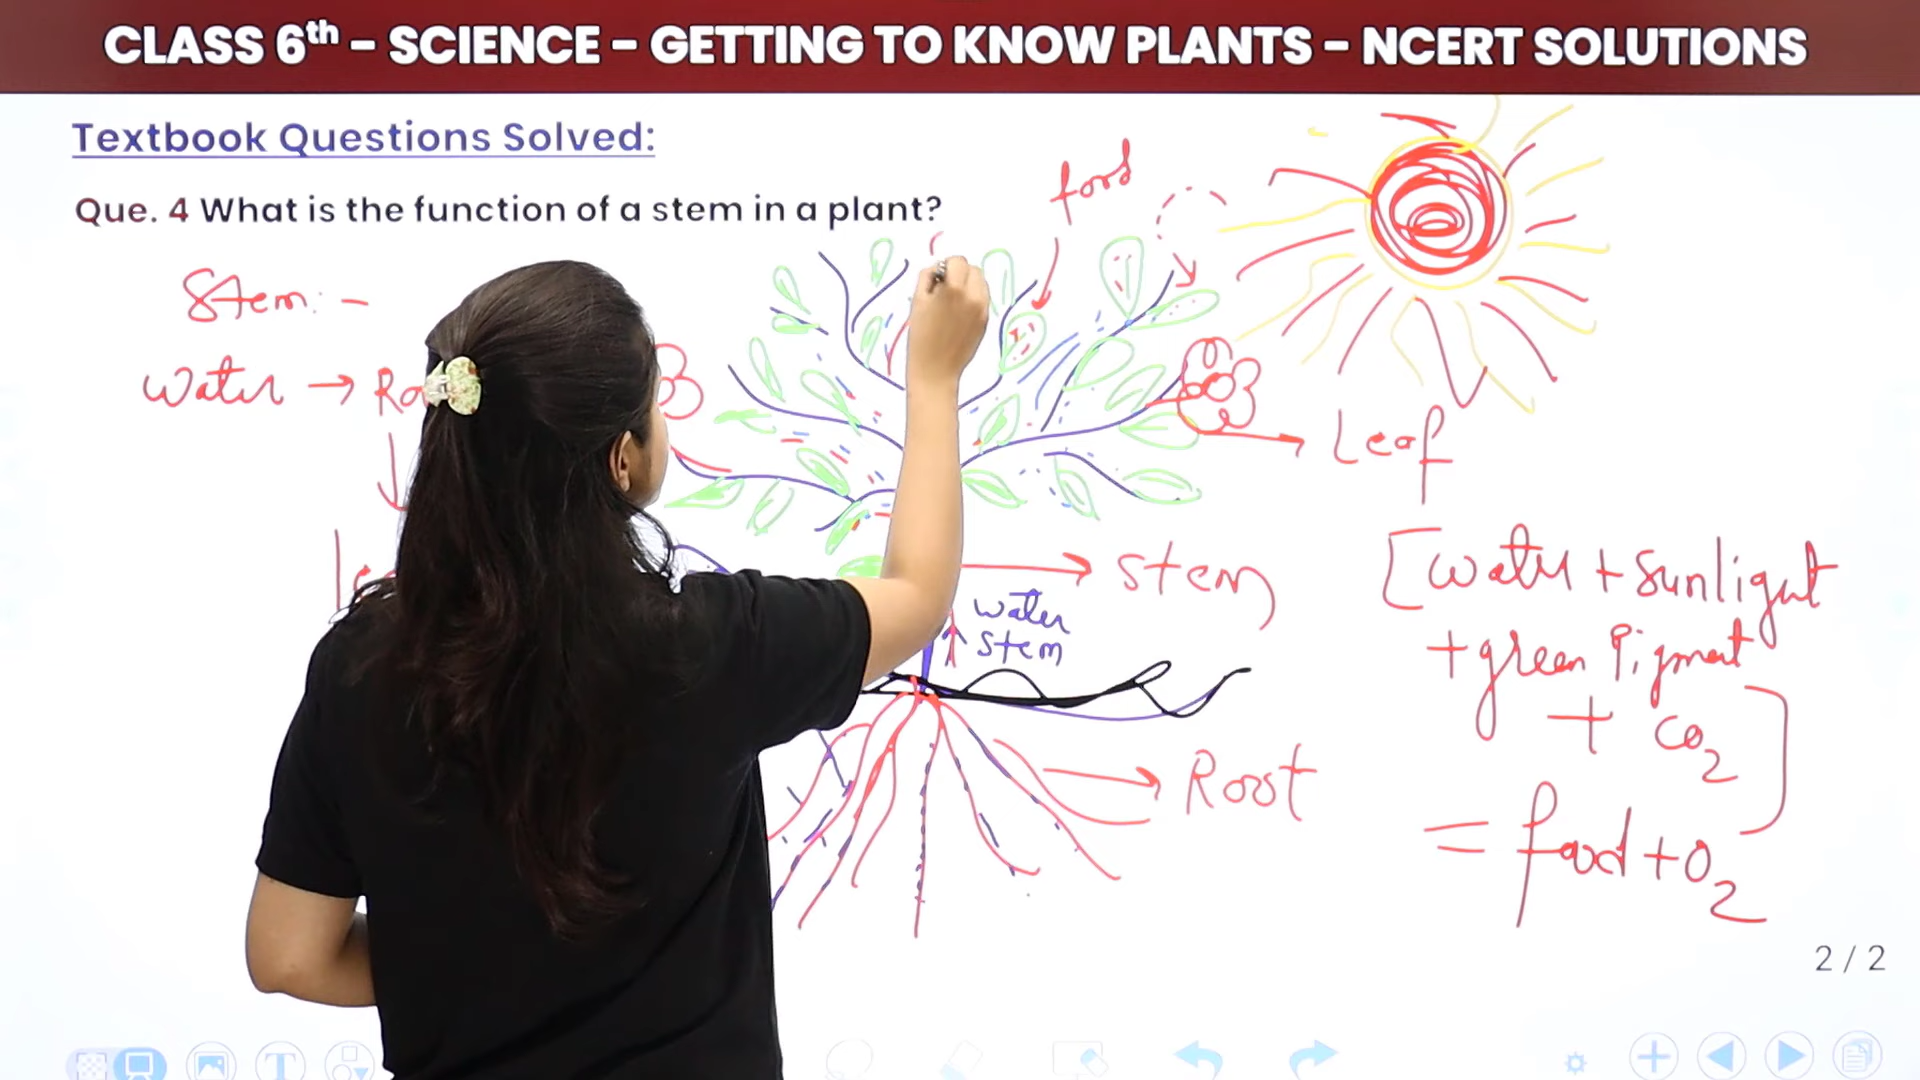 CLASS 6th - SCIENCE - GETTING TO KNOW PLANTS - NCERT SOLUTIONS
Textbook Questions Solved:
Que. 4 What is the function of a stem in a plant?
food
Stem: -
Water →
Leaf
stem
water
stem
[water + sunlight
+ green Pigment
+ CO2]
Root
= food + O2
2 / 2